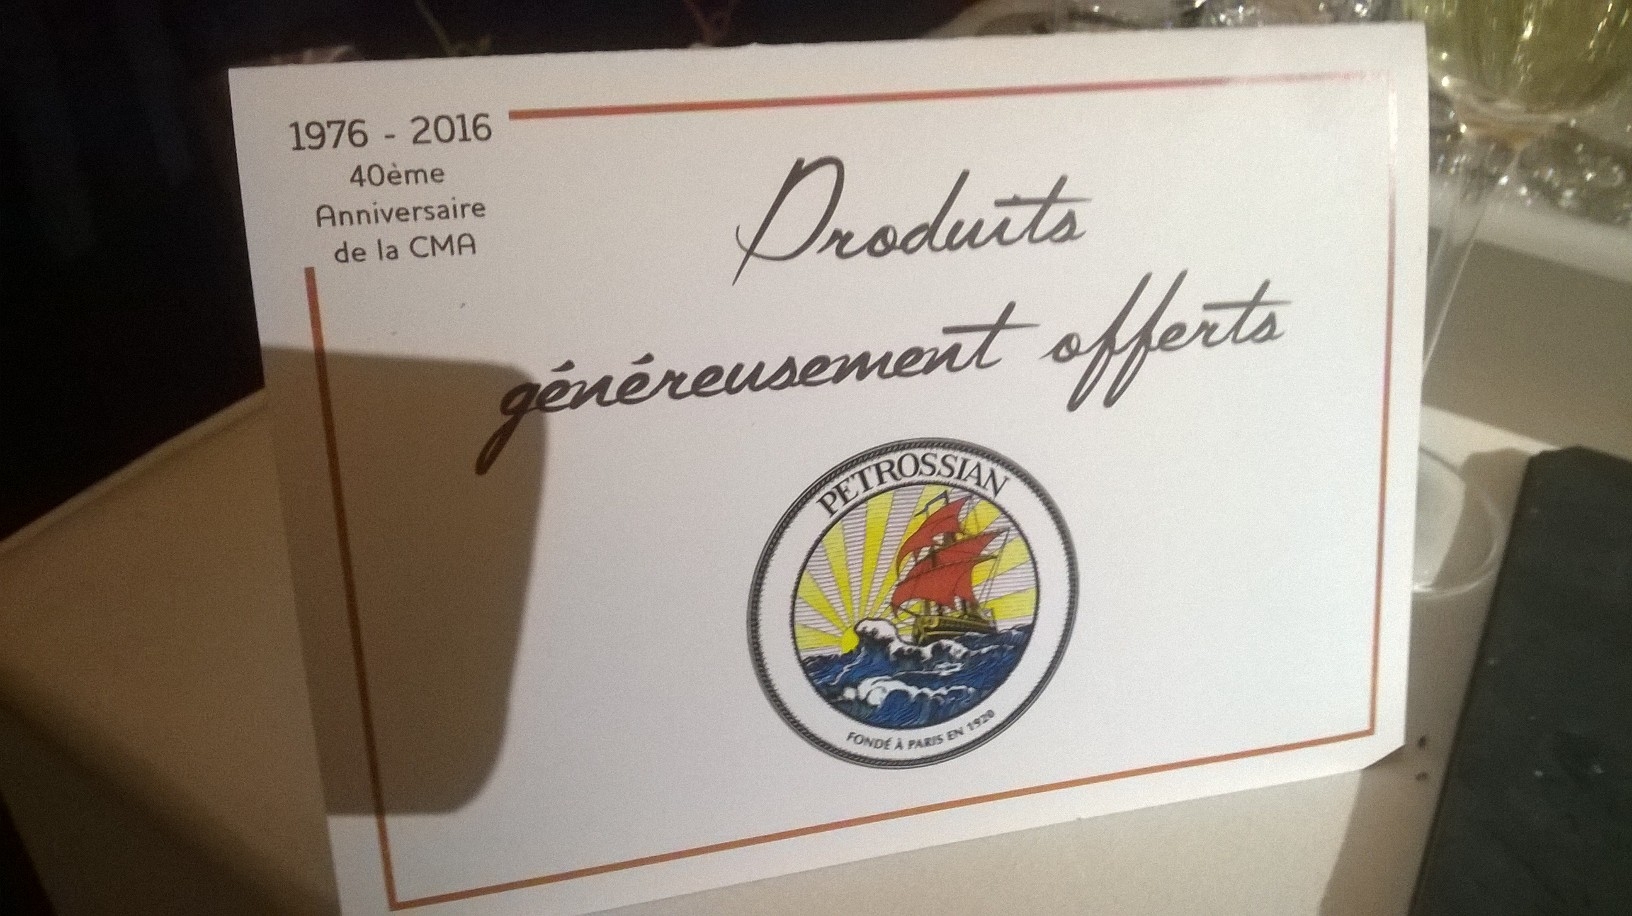 1976 - 2016
40ème
Anniversaire
de la CMA
Produits
généreusement offerts
PETROSSIAN
FONDÉ À PARIS EN 1920